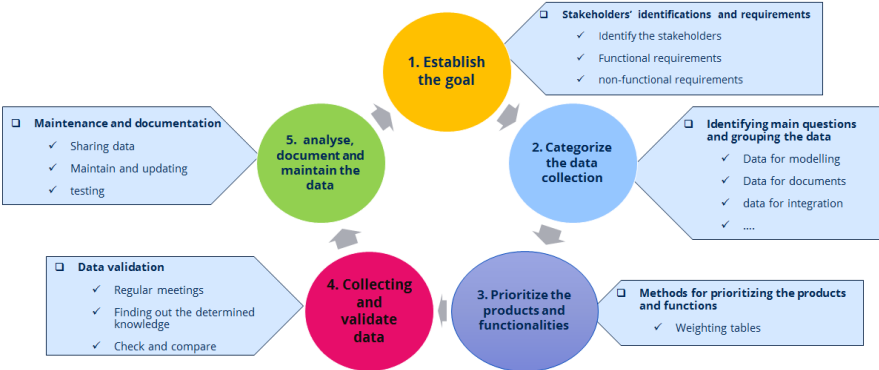 1. Establish
the goal
❑ Stakeholders' identifications and requirements
✓ Identify the stakeholders
✓ Functional requirements
✓ non-functional requirements
2. Categorize
the data
collection
❑ Identifying main questions
and grouping the data
✓ Data for modelling
✓ Data for documents
✓ data for integration
✓ ....
3. Prioritize the
products and
functionalities
❑ Methods for prioritizing the products
and functions
✓ Weighting tables
4. Collecting
and
validate
data
❑ Data validation
✓ Regular meetings
✓ Finding out the determined
knowledge
✓ Check and compare
5. analyse,
document and
maintain the
data
❑ Maintenance and documentation
✓ Sharing data
✓ Maintain and updating
✓ testing